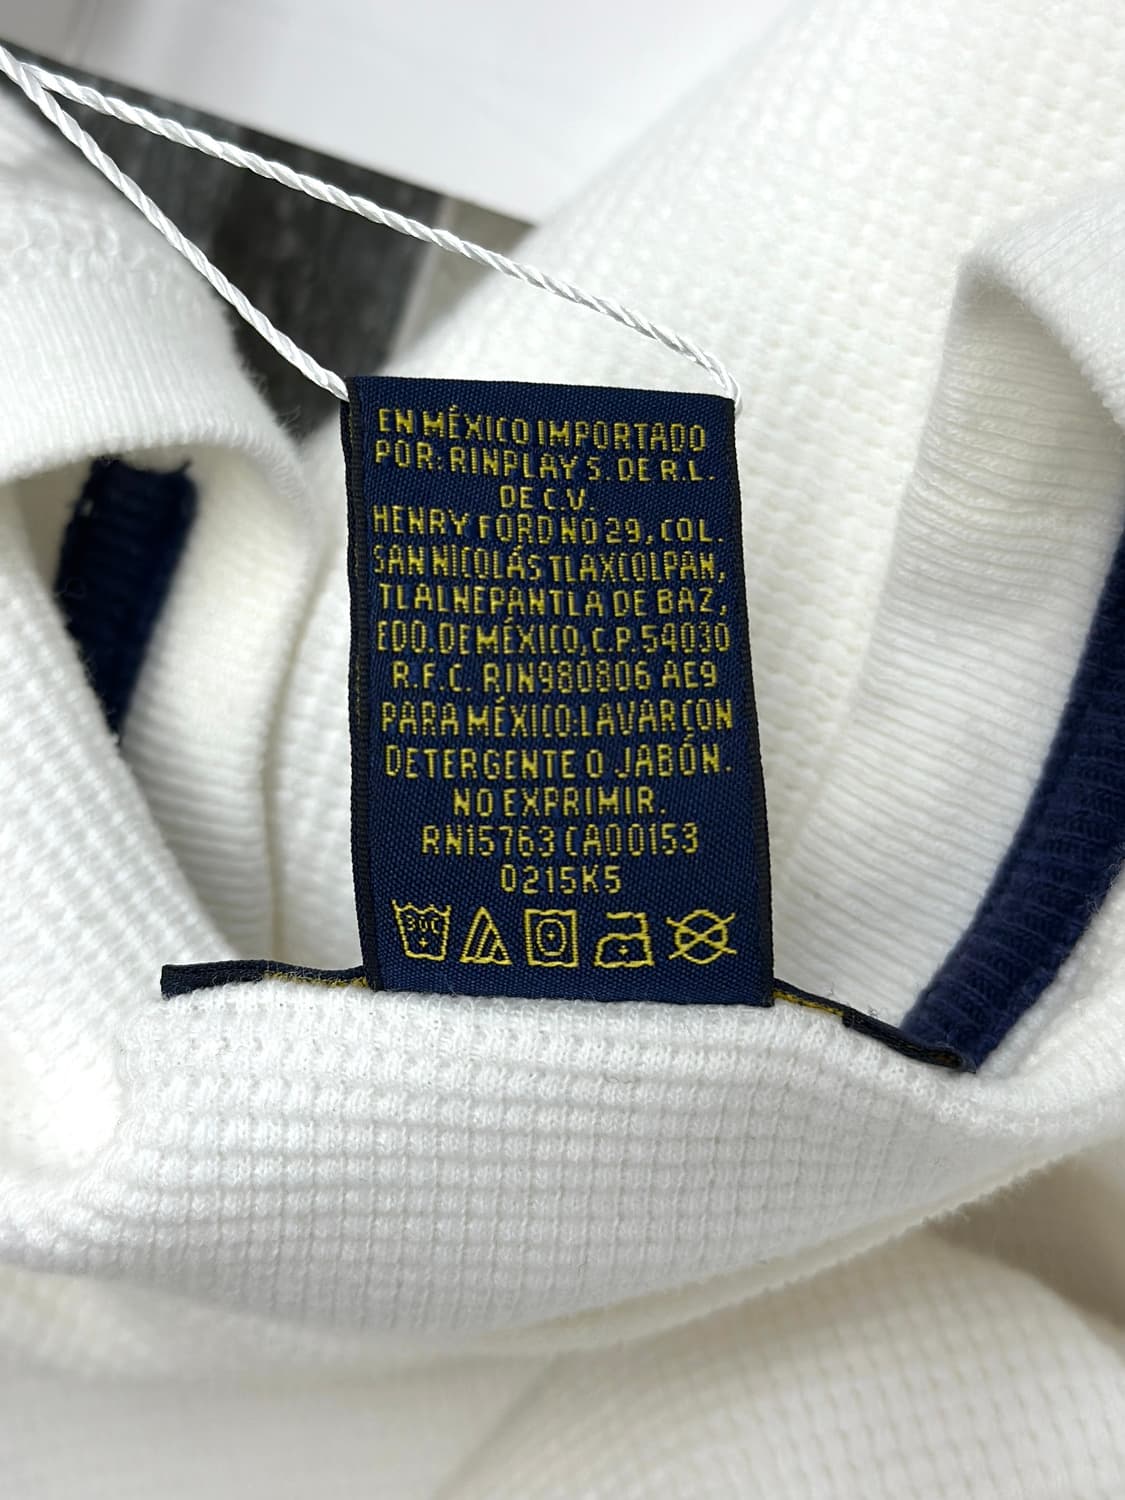 EN MÉXICO IMPORTADO
POR: RINPLAY S. DE R.L.
DE C.V.
HENRY FORD NO 29, COL.
SAN NICOLÁS TLAXCOLPAN,
TLALNEPANTLA DE BAZ,
EDO. DE MÉXICO, C.P. 54030
R.F.C. RIN980806 AE9
PARA MÉXICO: LAVAR CON
DETERGENTE O JABÓN.
NO EXPRIMIR.
RN15763 CA00153
0215K5
30C